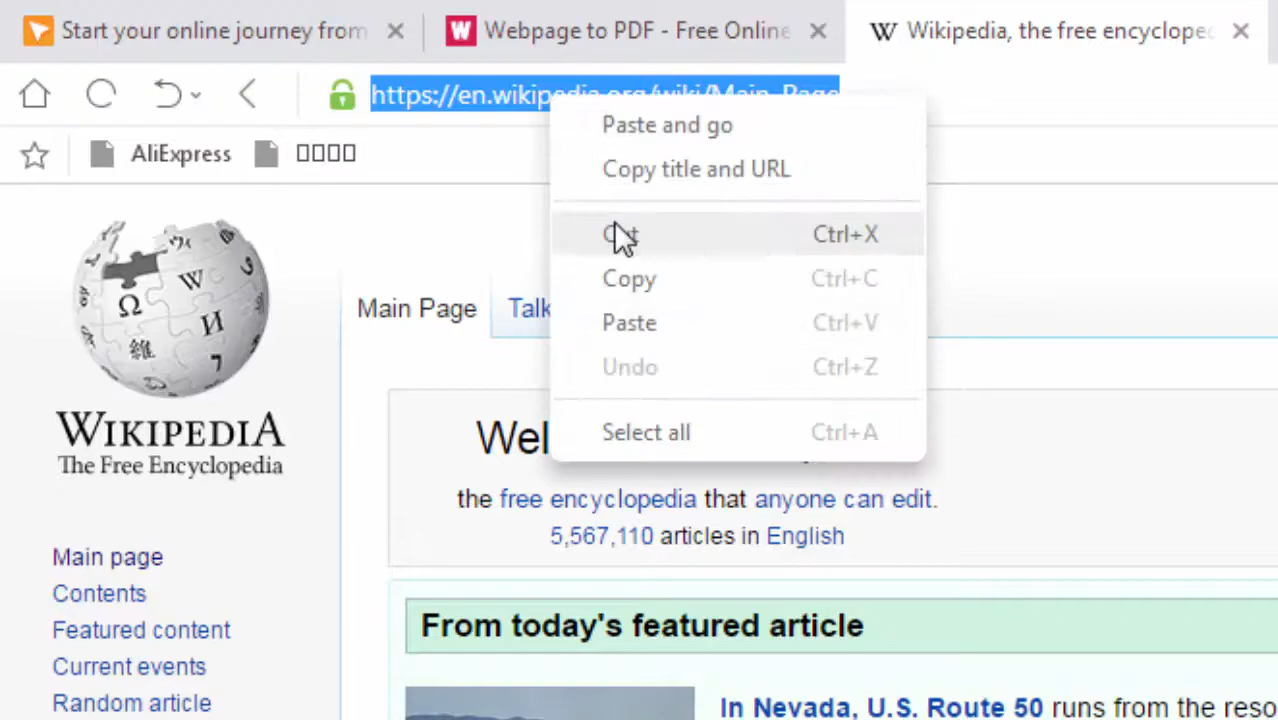 Start your online journey from
Webpage to PDF - Free Online
Wikipedia, the free encyclope
https://en.wikipedia.org/wiki/Main_Page
AliExpress
Paste and go
Copy title and URL
Cut Ctrl+X
Copy Ctrl+C
Paste Ctrl+V
Undo Ctrl+Z
Select all Ctrl+A
WIKIPEDIA
The Free Encyclopedia
Main Page Talk
Wel
the free encyclopedia that anyone can edit.
5,567,110 articles in English
Main page
Contents
Featured content
Current events
Random article
From today's featured article
In Nevada, U.S. Route 50 runs from the reso